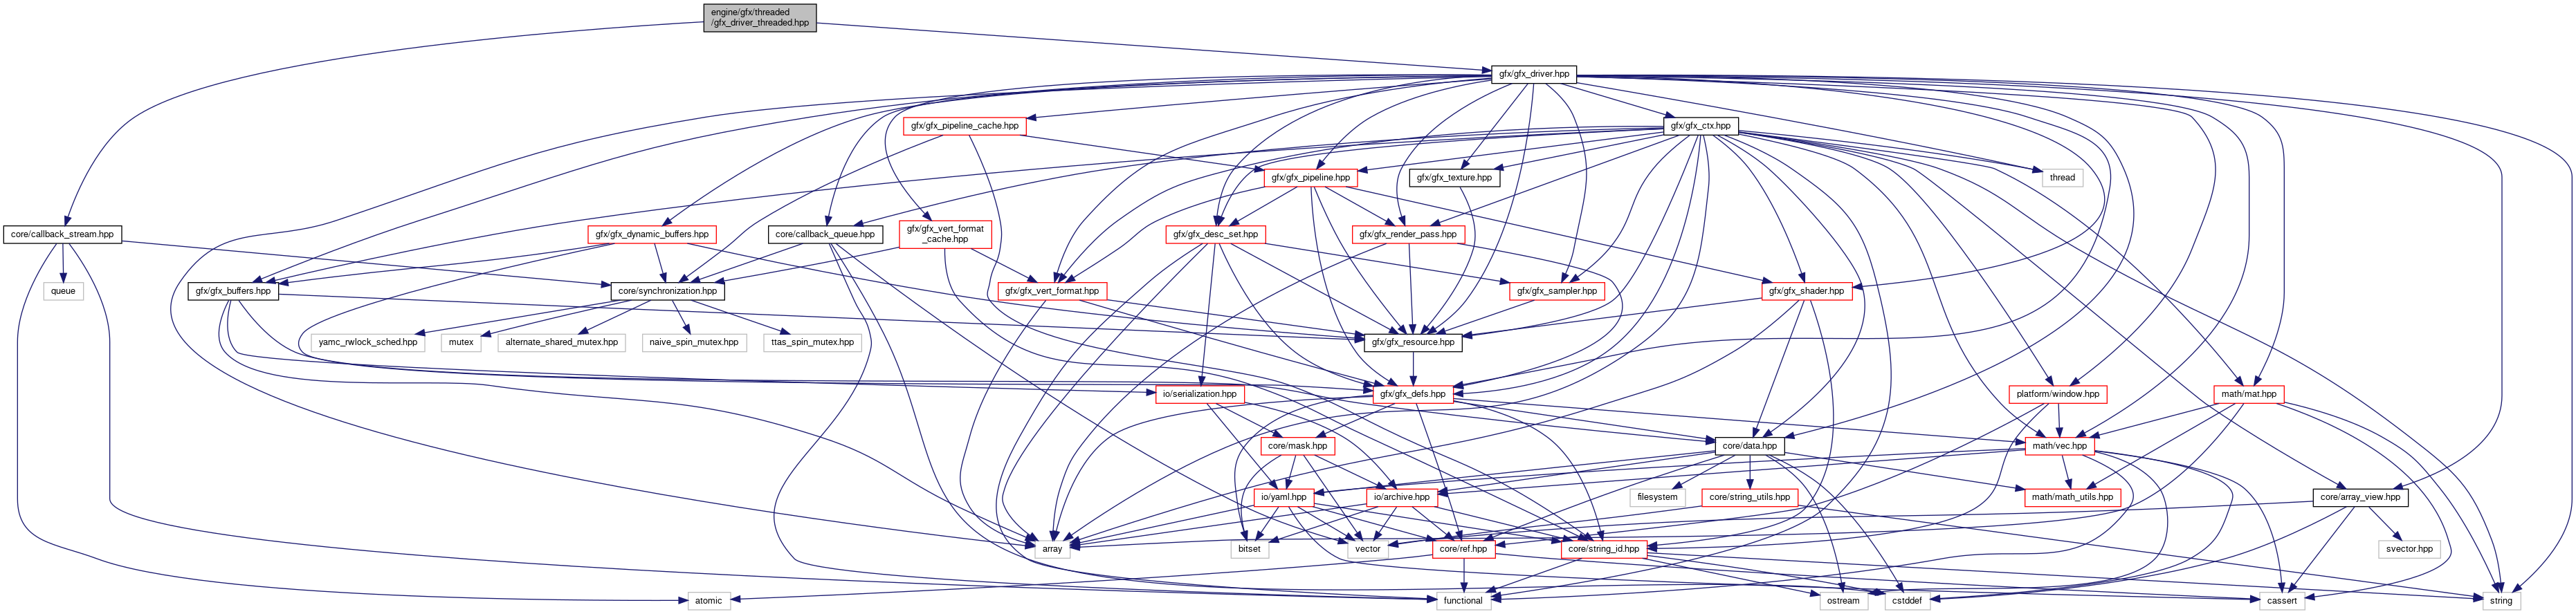 engine/gfx/threaded
/gfx_driver_threaded.hpp
gfx/gfx_driver.hpp
gfx/gfx_pipeline_cache.hpp
gfx/gfx_ctx.hpp
gfx/gfx_pipeline.hpp
gfx/gfx_texture.hpp
thread
core/callback_stream.hpp
gfx/gfx_dynamic_buffers.hpp
core/callback_queue.hpp
gfx/gfx_vert_format
_cache.hpp
gfx/gfx_desc_set.hpp
gfx/gfx_render_pass.hpp
queue
gfx/gfx_buffers.hpp
core/synchronization.hpp
gfx/gfx_vert_format.hpp
gfx/gfx_sampler.hpp
gfx/gfx_shader.hpp
yamc_rwlock_sched.hpp
mutex
alternate_shared_mutex.hpp
naive_spin_mutex.hpp
ttas_spin_mutex.hpp
gfx/gfx_resource.hpp
io/serialization.hpp
gfx/gfx_defs.hpp
platform/window.hpp
math/mat.hpp
core/mask.hpp
core/data.hpp
math/vec.hpp
io/yaml.hpp
io/archive.hpp
filesystem
core/string_utils.hpp
math/math_utils.hpp
core/array_view.hpp
array
bitset
vector
core/ref.hpp
core/string_id.hpp
svector.hpp
atomic
functional
ostream
cstddef
cassert
string